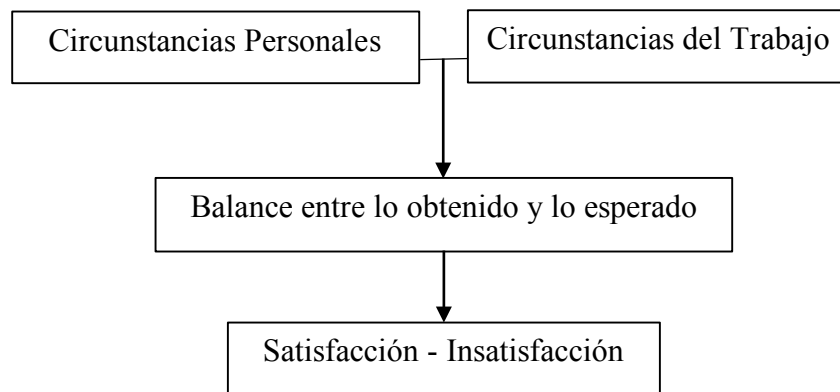 Circunstancias Personales
Circunstancias del Trabajo
Balance entre lo obtenido y lo esperado
Satisfacción - Insatisfacción